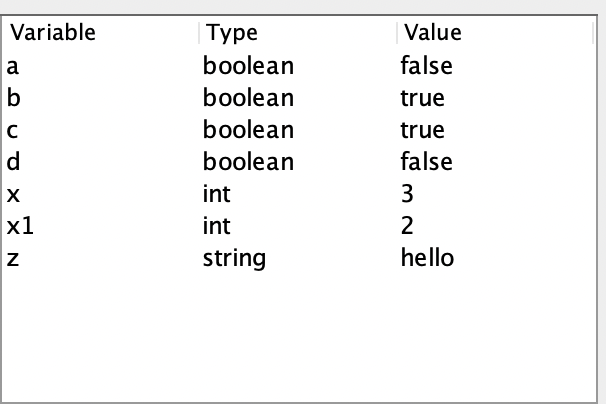 Variable Type Value
a boolean false
b boolean true
c boolean true
d boolean false
x int 3
x1 int 2
z string hello